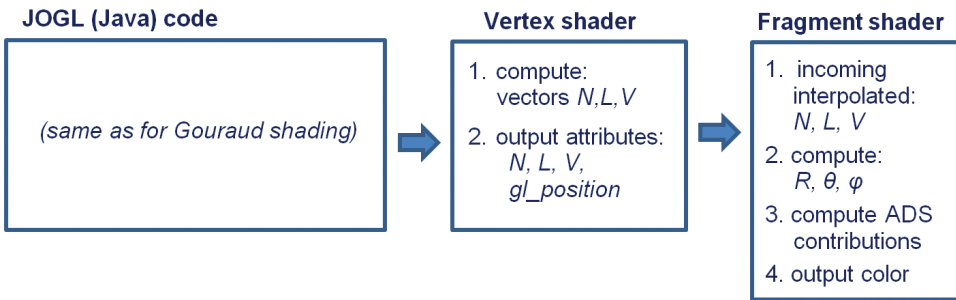 JOGL (Java) code
(same as for Gouraud shading)
Vertex shader
1. compute:
vectors N,L,V
2. output attributes:
N, L, V,
gl_position
Fragment shader
1. incoming
interpolated:
N, L, V
2. compute:
R, θ, φ
3. compute ADS
contributions
4. output color